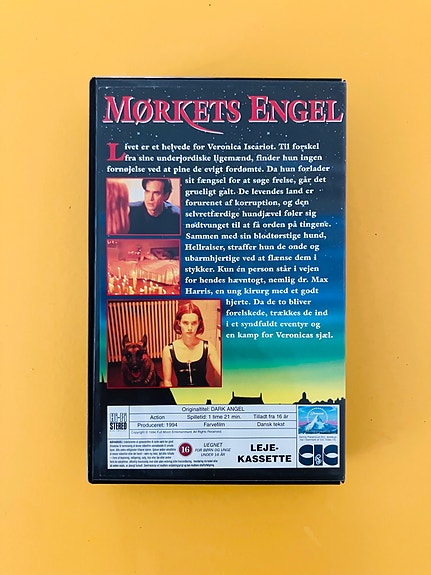 MØRKETS ENGEL
Livet er et helvede for Veronica Iscariot. Til forskel
fra sine underjordiske ligemænd, finder hun ingen
fornøjelse ved at pine de evigt fordømte. Da hun forlader
sit fængsel for at søge frelse, går det
grueligt galt. De levendes land er
forurenet af korruption, og den
selvretfærdige hundjævel føler sig
nødtvunget til at få orden på tingene.
Sammen med sin blodtørstige hund,
Hellraiser, straffer hun de onde og
ubarmhjertige ved at flænse dem i
stykker. Kun én person står i vejen
for hendes hævntogt, nemlig dr. Max
Harris, en ung kirurg med et godt
hjerte. Da de to bliver
forelskede, trækkes de ind
i et syndfuldt eventyr og
en kamp for Veronicas sjæl.
Originaltitel: DARK ANGEL
Action Spilletid: 1 time 21 min. Tilladt fra 16 år
Produceret: 1994 Farvefilm Dansk tekst
HI-FI
STEREO
16
UEGNET
FOR BØRN OG UNGE
UNDER 16 ÅR
LEJE-
KASSETTE